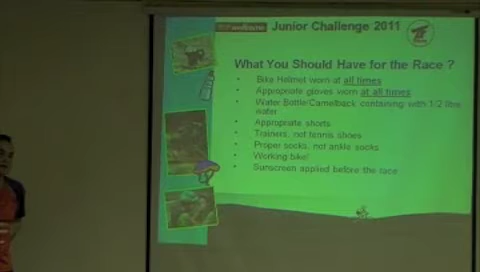 Junior Challenge 2011
What You Should Have for the Race ?
Bike Helmet worn at all times
Appropriate gloves worn at all times
Water Bottle/Camelback containing with 1/2 litre
water
Appropriate shorts
Trainers, not tennis shoes
Proper socks, not ankle socks
Working bike!
Sunscreen applied before the race